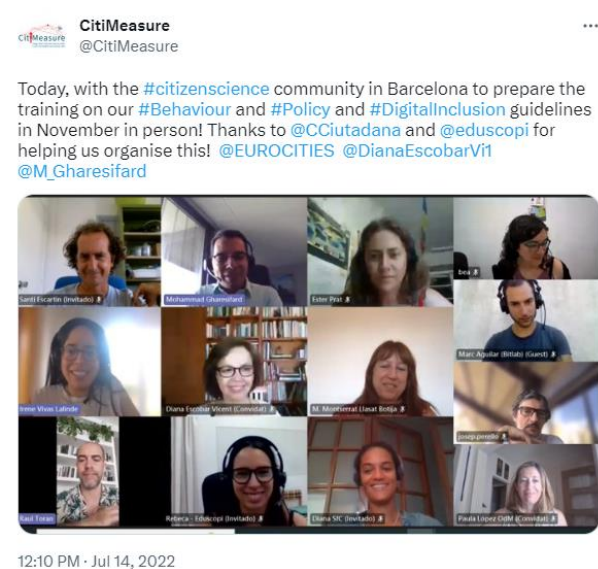 CitiMeasure
CitiMeasure
@CitiMeasure
Today, with the #citizenscience community in Barcelona to prepare the
training on our #Behaviour and #Policy and #DigitalInclusion guidelines
in November in person! Thanks to @CCiutadana and @eduscopi for
helping us organise this! @EUROCITIES @DianaEscobarVi1
@M_Gharesifard
Santi Escartin (Invitado)
Mohammad Gharesifard
Ester Prat
bea
Marc Aguilar (Bitlab) (Guest)
Irene Vivas Lalinde
Diana Escobar Vicent (Convidat)
M. Montserrat Llasat Botija
josep.perello
Raul Toran
Rebeca - Eduscopi (Invitado)
Diana SfC (Invitado)
Paula López OdM (Convidat)
12:10 PM · Jul 14, 2022